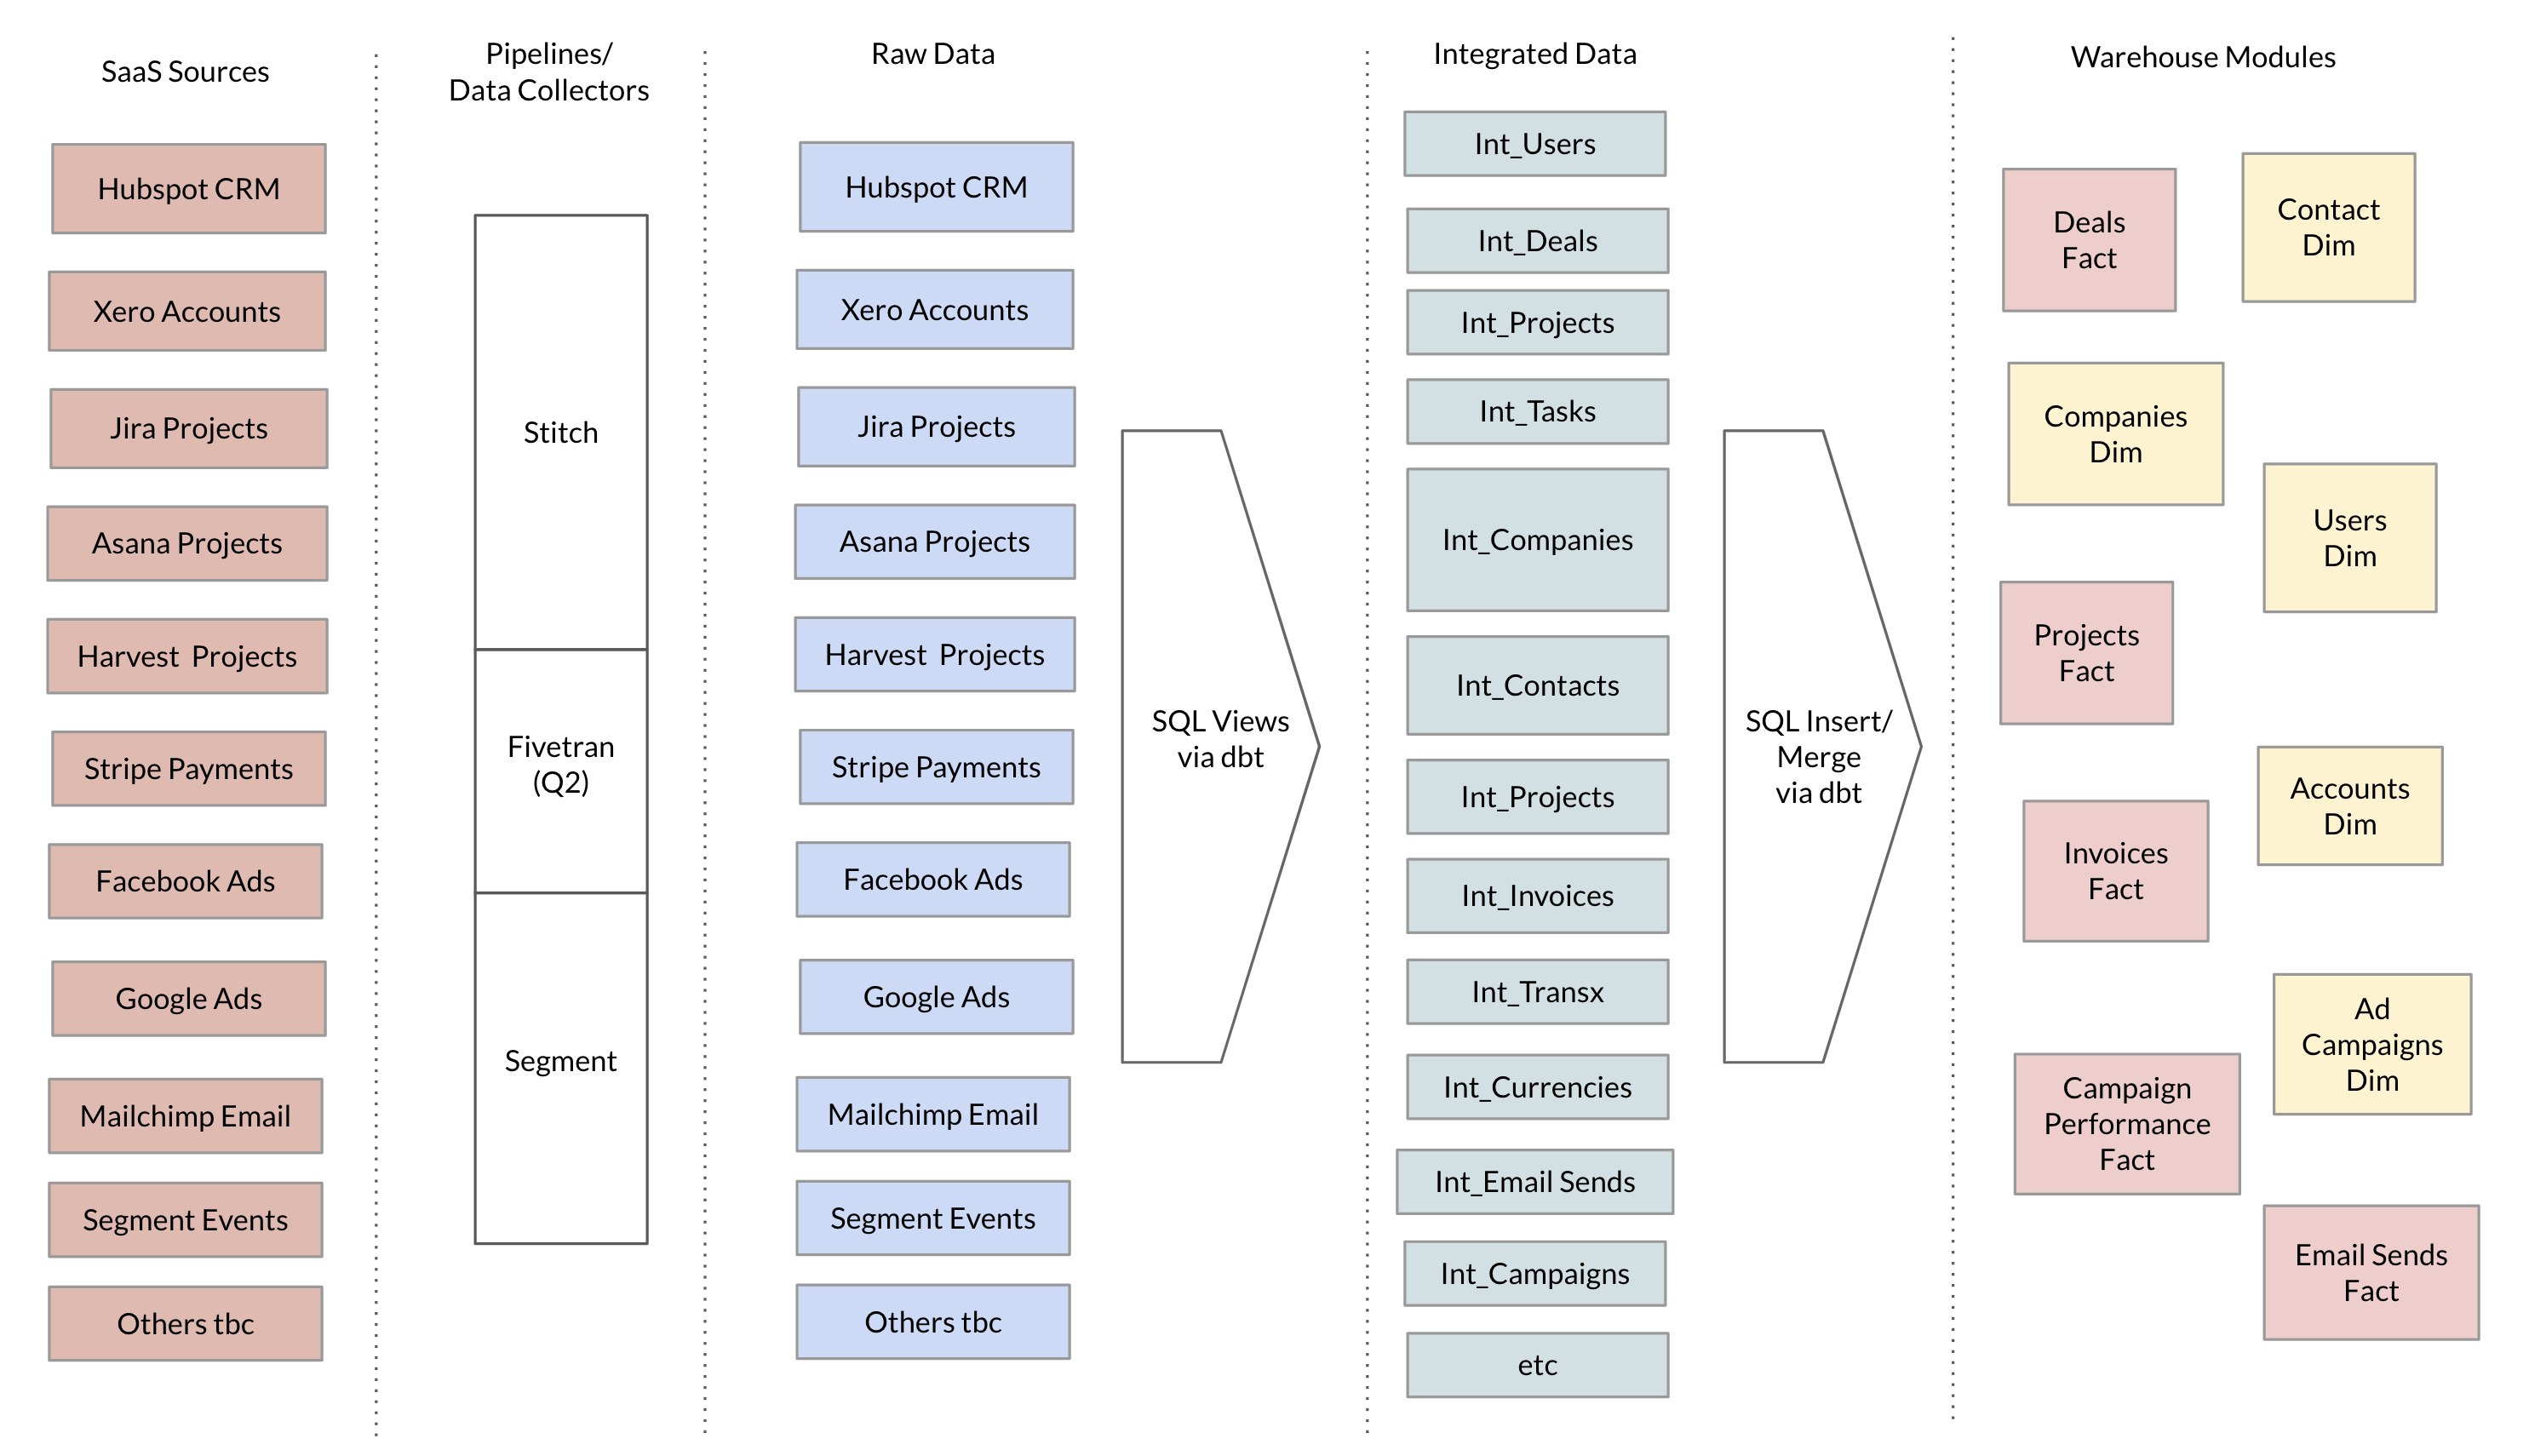 SaaS Sources
Hubspot CRM
Xero Accounts
Jira Projects
Asana Projects
Harvest  Projects
Stripe Payments
Facebook Ads
Google Ads
Mailchimp Email
Segment Events
Others tbc
Pipelines/
Data Collectors
Stitch
Fivetran
(Q2)
Segment
Raw Data
Hubspot CRM
Xero Accounts
Jira Projects
Asana Projects
Harvest  Projects
Stripe Payments
Facebook Ads
Google Ads
Mailchimp Email
Segment Events
Others tbc
SQL Views
via dbt
Integrated Data
Int_Users
Int_Deals
Int_Projects
Int_Tasks
Int_Companies
Int_Contacts
Int_Projects
Int_Invoices
Int_Transx
Int_Currencies
Int_Email Sends
Int_Campaigns
etc
SQL Insert/
Merge
via dbt
Warehouse Modules
Deals
Fact
Contact
Dim
Companies
Dim
Users
Dim
Projects
Fact
Accounts
Dim
Invoices
Fact
Ad
Campaigns
Dim
Campaign
Performance
Fact
Email Sends
Fact